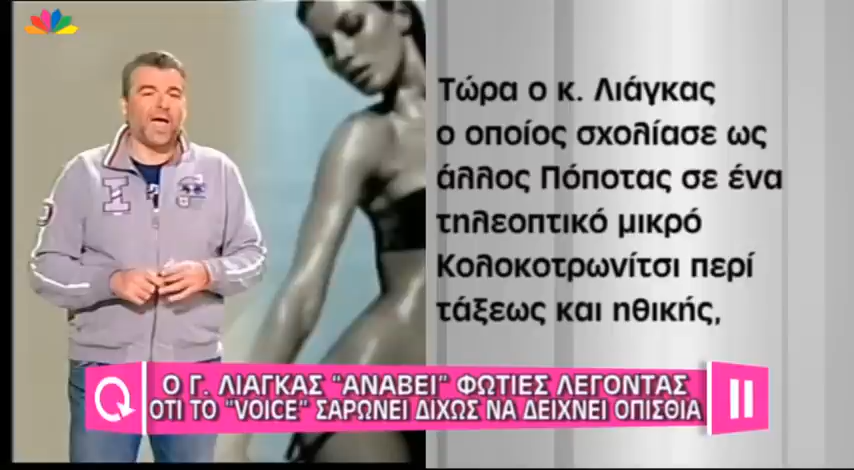 Τώρα ο κ. Λιάγκας
ο οποίος σχολίασε ως
άλλος Πόποτας σε ένα
τηλεοπτικό μικρό
Κολοκοτρωνίτσι περί
τάξεως και ηθικής,
Ο Γ. ΛΙΑΓΚΑΣ "ΑΝΑΒΕΙ" ΦΩΤΙΕΣ ΛΕΓΟΝΤΑΣ
ΟΤΙ ΤΟ "VOICE" ΣΑΡΩΝΕΙ ΔΙΧΩΣ ΝΑ ΔΕΙΧΝΕΙ ΟΠΙΣΘΙΑ